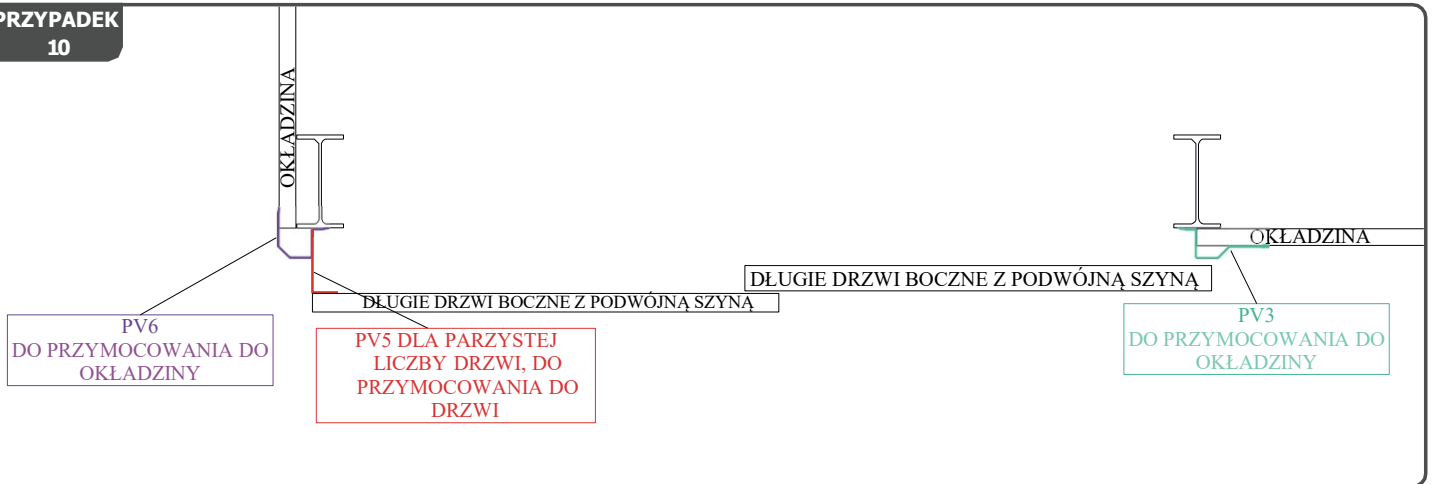 PRZYPADEK
10
OKŁADZINA
OKŁADZINA
DŁUGIE DRZWI BOCZNE Z PODWÓJNĄ SZYNĄ
DŁUGIE DRZWI BOCZNE Z PODWÓJNĄ SZYNĄ
PV6
DO PRZYMOCOWANIA DO
OKŁADZINY
PV5 DLA PARZYSTEJ
LICZBY DRZWI, DO
PRZYMOCOWANIA DO
DRZWI
PV3
DO PRZYMOCOWANIA DO
OKŁADZINY